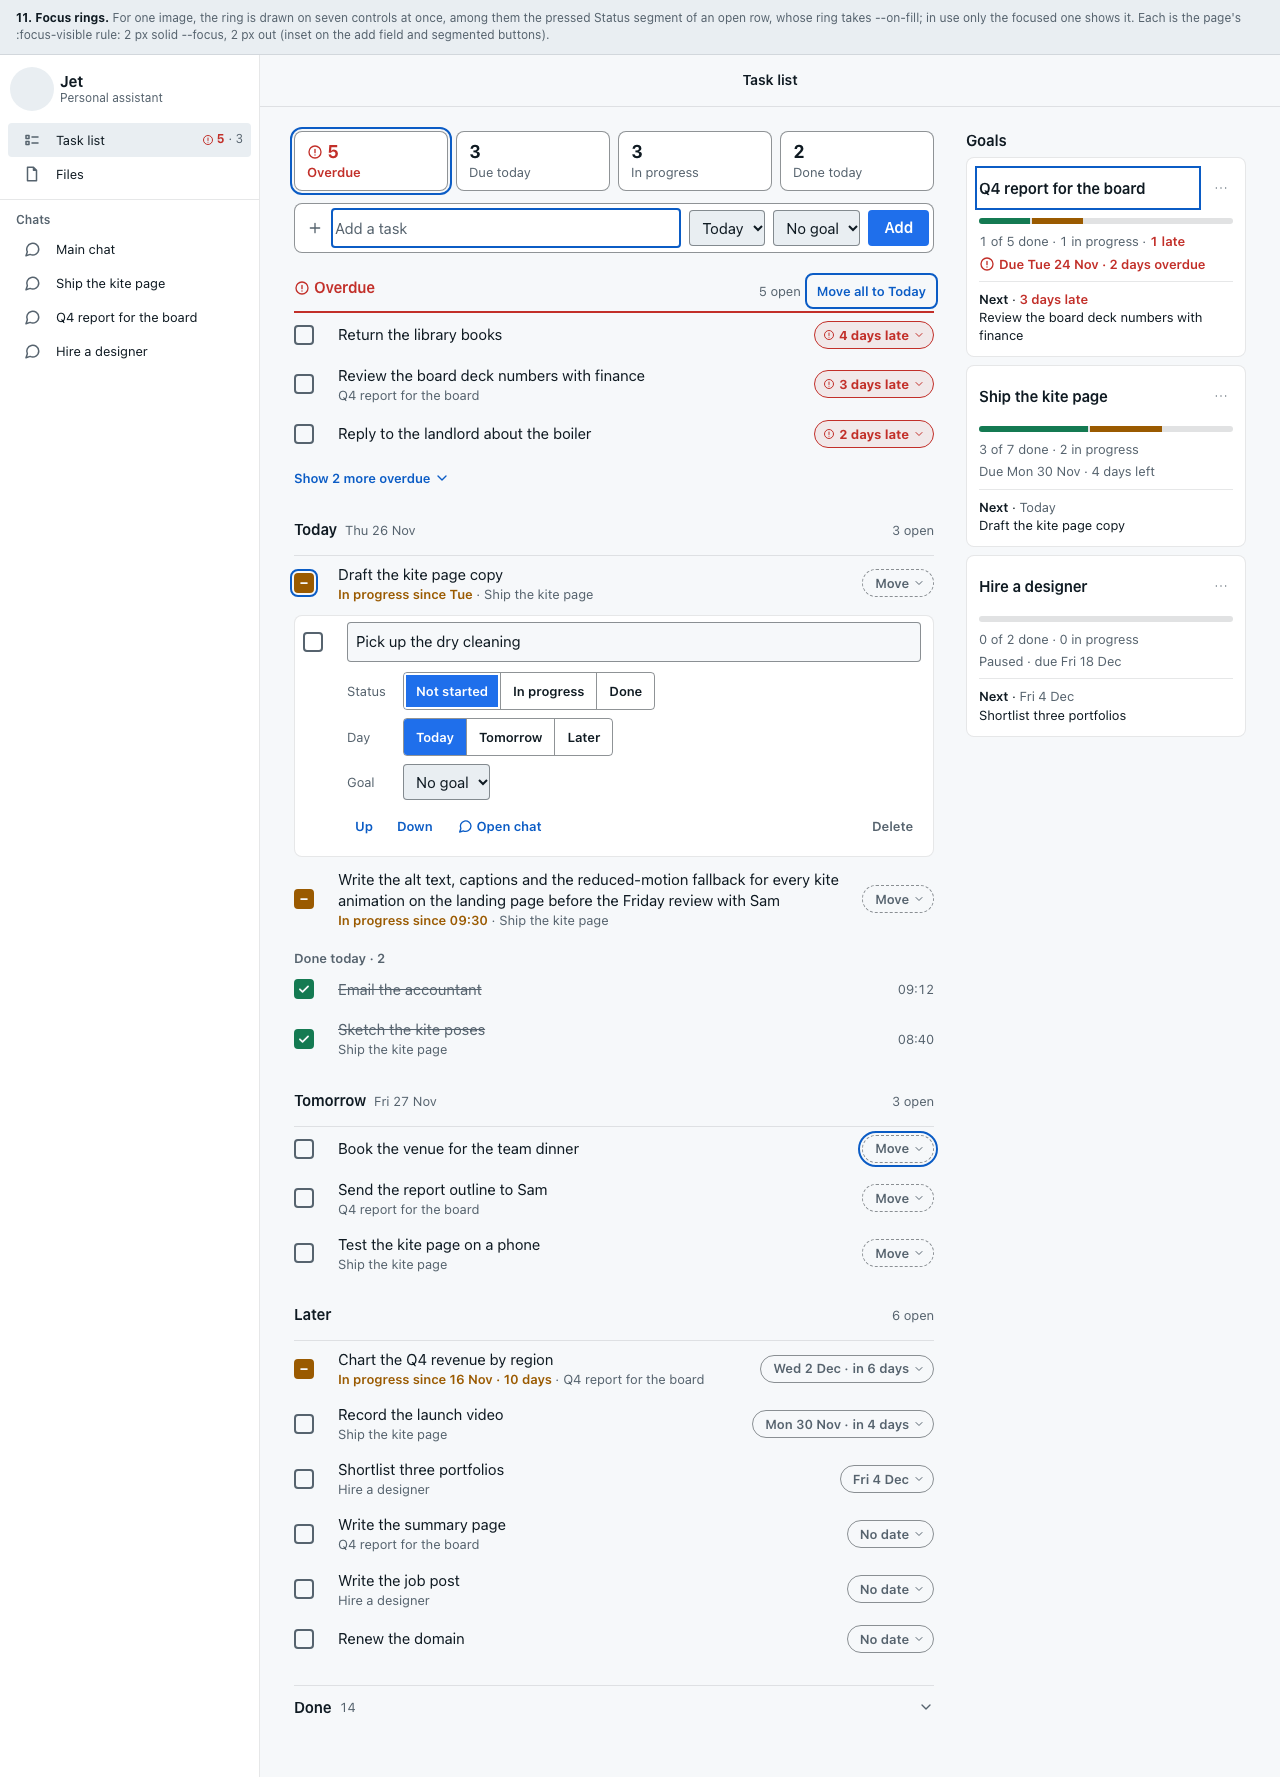 11. Focus rings. For one image, the ring is drawn on seven controls at once, among them the pressed Status segment of an open row, whose ring takes --on-fill; in use only the focused one shows it. Each is the page's
:focus-visible rule: 2 px solid --focus, 2 px out (inset on the add field and segmented buttons).
Jet
Personal assistant
Task list 5 · 3
Files
Chats
Main chat
Ship the kite page
Q4 report for the board
Hire a designer
Task list
5
Overdue
3
Due today
3
In progress
2
Done today
+ Add a task Today No goal Add
Overdue 5 open Move all to Today
Return the library books 4 days late
Review the board deck numbers with finance
Q4 report for the board
3 days late
Reply to the landlord about the boiler 2 days late
Show 2 more overdue
Today Thu 26 Nov 3 open
Draft the kite page copy
In progress since Tue · Ship the kite page
Move
Pick up the dry cleaning
Status Not started In progress Done
Day Today Tomorrow Later
Goal No goal
Up Down Open chat Delete
Write the alt text, captions and the reduced-motion fallback for every kite
animation on the landing page before the Friday review with Sam
In progress since 09:30 · Ship the kite page
Move
Done today · 2
Email the accountant 09:12
Sketch the kite poses
Ship the kite page
08:40
Tomorrow Fri 27 Nov 3 open
Book the venue for the team dinner Move
Send the report outline to Sam
Q4 report for the board
Move
Test the kite page on a phone
Ship the kite page
Move
Later 6 open
Chart the Q4 revenue by region
In progress since 16 Nov · 10 days · Q4 report for the board
Wed 2 Dec · in 6 days
Record the launch video
Ship the kite page
Mon 30 Nov · in 4 days
Shortlist three portfolios
Hire a designer
Fri 4 Dec
Write the summary page
Q4 report for the board
No date
Write the job post
Hire a designer
No date
Renew the domain No date
Done 14
Goals
Q4 report for the board ···
1 of 5 done · 1 in progress · 1 late
Due Tue 24 Nov · 2 days overdue
Next · 3 days late
Review the board deck numbers with
finance
Ship the kite page ···
3 of 7 done · 2 in progress
Due Mon 30 Nov · 4 days left
Next · Today
Draft the kite page copy
Hire a designer ···
0 of 2 done · 0 in progress
Paused · due Fri 18 Dec
Next · Fri 4 Dec
Shortlist three portfolios